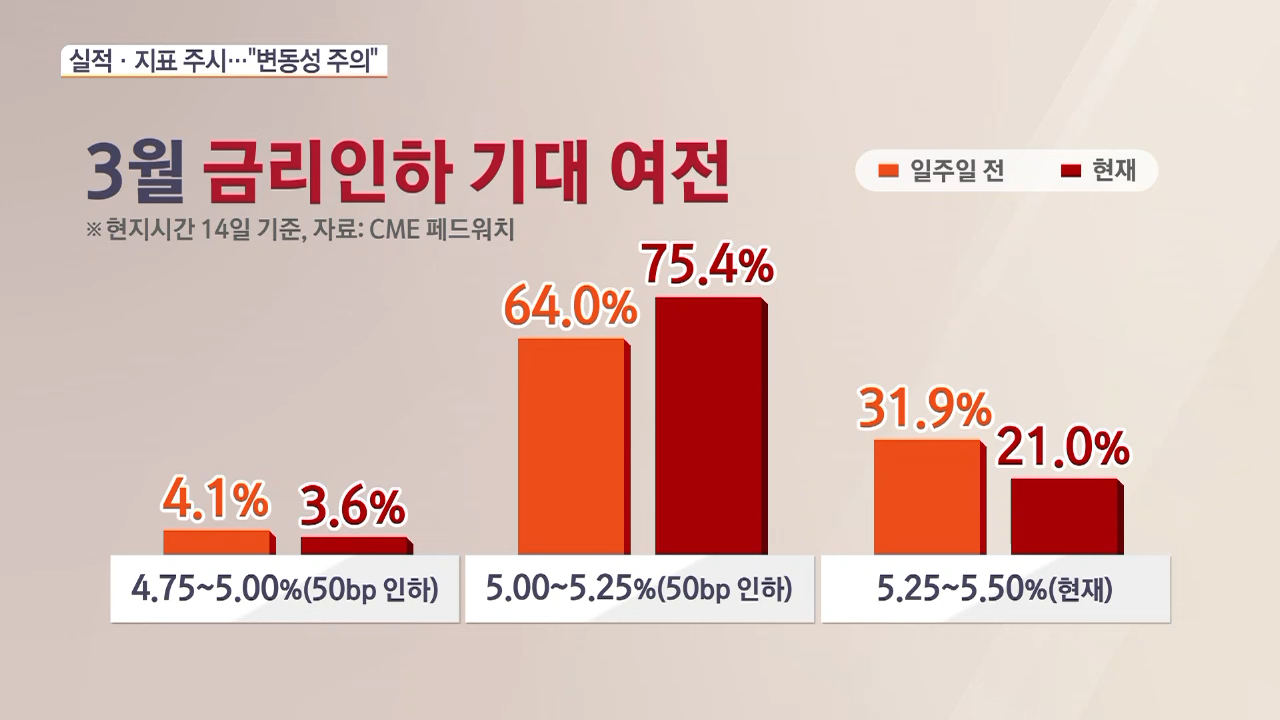 실적·지표 주시…"변동성 주의"
3월 금리인하 기대 여전
※현지시간 14일 기준, 자료: CME 페드워치
일주일 전 현재
4.1% 3.6%
64.0% 75.4%
31.9% 21.0%
4.75~5.00%(50bp 인하) 5.00~5.25%(50bp 인하) 5.25~5.50%(현재)